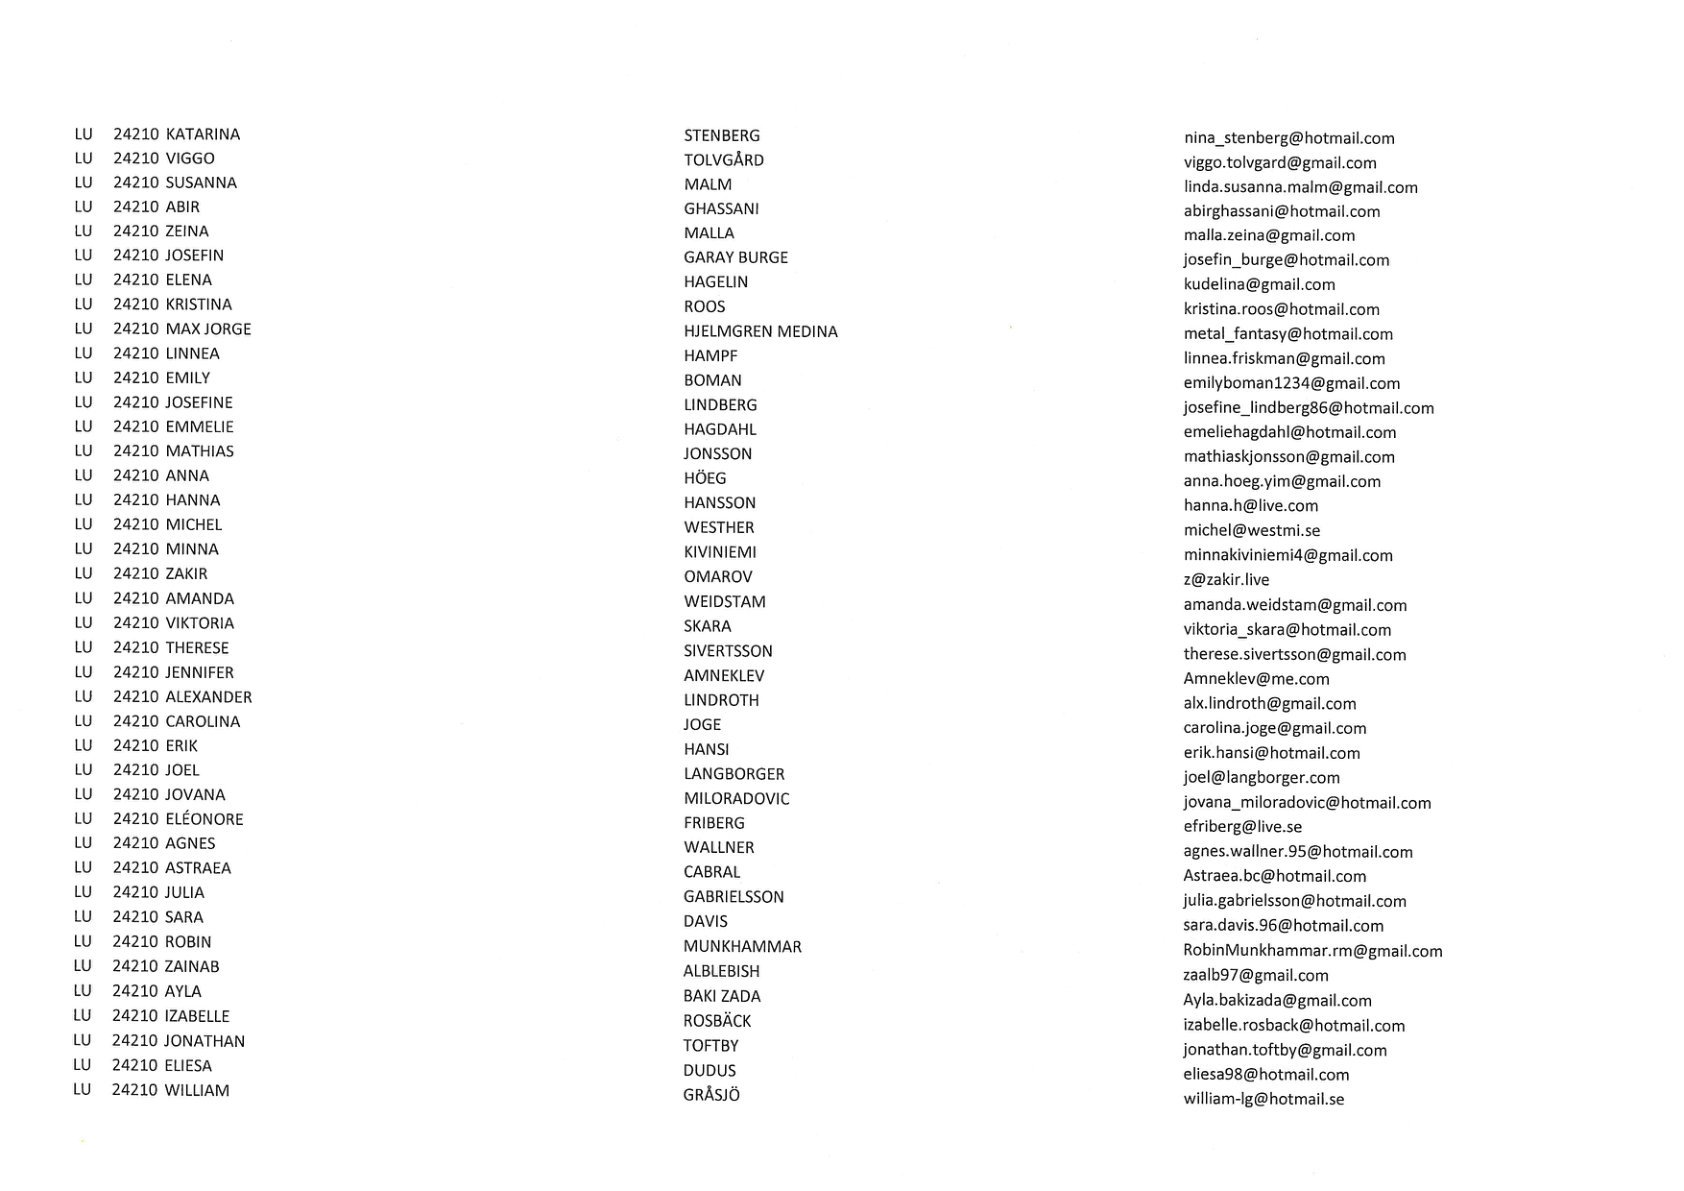 LU 24210 KATARINA STENBERG nina_stenberg@hotmail.com
LU 24210 VIGGO TOLVGÅRD viggo.tolvgard@gmail.com
LU 24210 SUSANNA MALM linda.susanna.malm@gmail.com
LU 24210 ABIR GHASSANI abirghassani@hotmail.com
LU 24210 ZEINA MALLA malla.zeina@gmail.com
LU 24210 JOSEFIN GARAY BURGE josefin_burge@hotmail.com
LU 24210 ELENA HAGELIN kudelina@gmail.com
LU 24210 KRISTINA ROOS kristina.roos@hotmail.com
LU 24210 MAX JORGE HJELMGREN MEDINA metal_fantasy@hotmail.com
LU 24210 LINNEA HAMPF linnea.friskman@gmail.com
LU 24210 EMILY BOMAN emilyboman1234@gmail.com
LU 24210 JOSEFINE LINDBERG josefine_lindberg86@hotmail.com
LU 24210 EMMELIE HAGDAHL emeliehagdahl@hotmail.com
LU 24210 MATHIAS JONSSON mathiaskjonsson@gmail.com
LU 24210 ANNA HÖEG anna.hoeg.yim@gmail.com
LU 24210 HANNA HANSSON hanna.h@live.com
LU 24210 MICHEL WESTHER michel@westmi.se
LU 24210 MINNA KIVINIEMI minnakiviniemi4@gmail.com
LU 24210 ZAKIR OMAROV z@zakir.live
LU 24210 AMANDA WEIDSTAM amanda.weidstam@gmail.com
LU 24210 VIKTORIA SKARA viktoria_skara@hotmail.com
LU 24210 THERESE SIVERTSSON therese.sivertsson@gmail.com
LU 24210 JENNIFER AMNEKLEV Amneklev@me.com
LU 24210 ALEXANDER LINDROTH alx.lindroth@gmail.com
LU 24210 CAROLINA JOGE carolina.joge@gmail.com
LU 24210 ERIK HANSI erik.hansi@hotmail.com
LU 24210 JOEL LANGBORGER joel@langborger.com
LU 24210 JOVANA MILORADOVIC jovana_miloradovic@hotmail.com
LU 24210 ELÉONORE FRIBERG efriberg@live.se
LU 24210 AGNES WALLNER agnes.wallner.95@hotmail.com
LU 24210 ASTRAEA CABRAL Astraea.bc@hotmail.com
LU 24210 JULIA GABRIELSSON julia.gabrielsson@hotmail.com
LU 24210 SARA DAVIS sara.davis.96@hotmail.com
LU 24210 ROBIN MUNKHAMMAR RobinMunkhammar.rm@gmail.com
LU 24210 ZAINAB ALBLEBISH zaalb97@gmail.com
LU 24210 AYLA BAKI ZADA Ayla.bakizada@gmail.com
LU 24210 IZABELLE ROSBÄCK izabelle.rosback@hotmail.com
LU 24210 JONATHAN TOFTBY jonathan.toftby@gmail.com
LU 24210 ELIESA DUDUS eliesa98@hotmail.com
LU 24210 WILLIAM GRÅSJÖ william-lg@hotmail.se